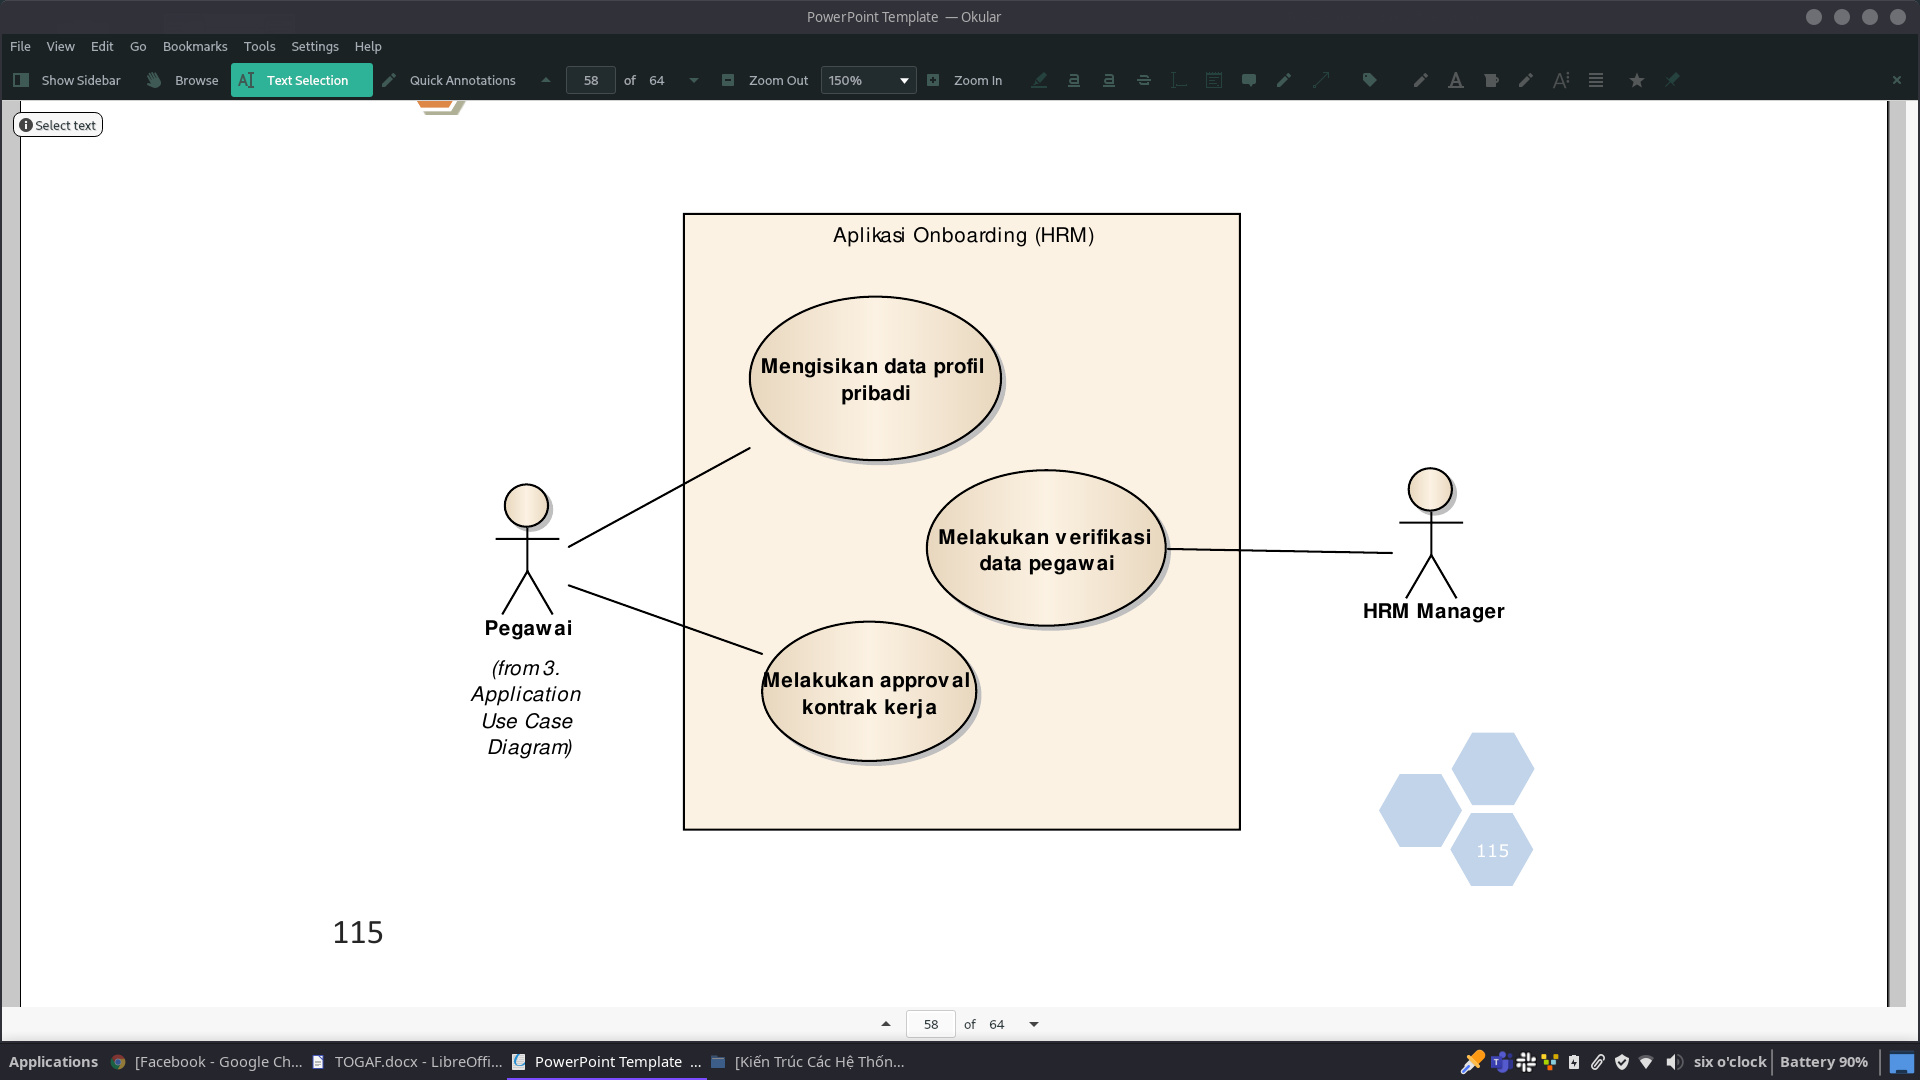 PowerPoint Template — Okular
File View Edit Go Bookmarks Tools Settings Help
Show Sidebar Browse Text Selection Quick Annotations 58 of 64 Zoom Out 150% Zoom In
Select text
Aplikasi Onboarding (HRM)
Mengisikan data profil
pribadi
Melakukan verifikasi
data pegawai
Pegawai
HRM Manager
(from 3.
Application
Use Case
Diagram)
Melakukan approval
kontrak kerja
115
115
58 of 64
Applications [Facebook - Google Ch... TOGAF.docx - LibreOffi... PowerPoint Template ... [Kiến Trúc Các Hệ Thốn... six o'clock Battery 90%